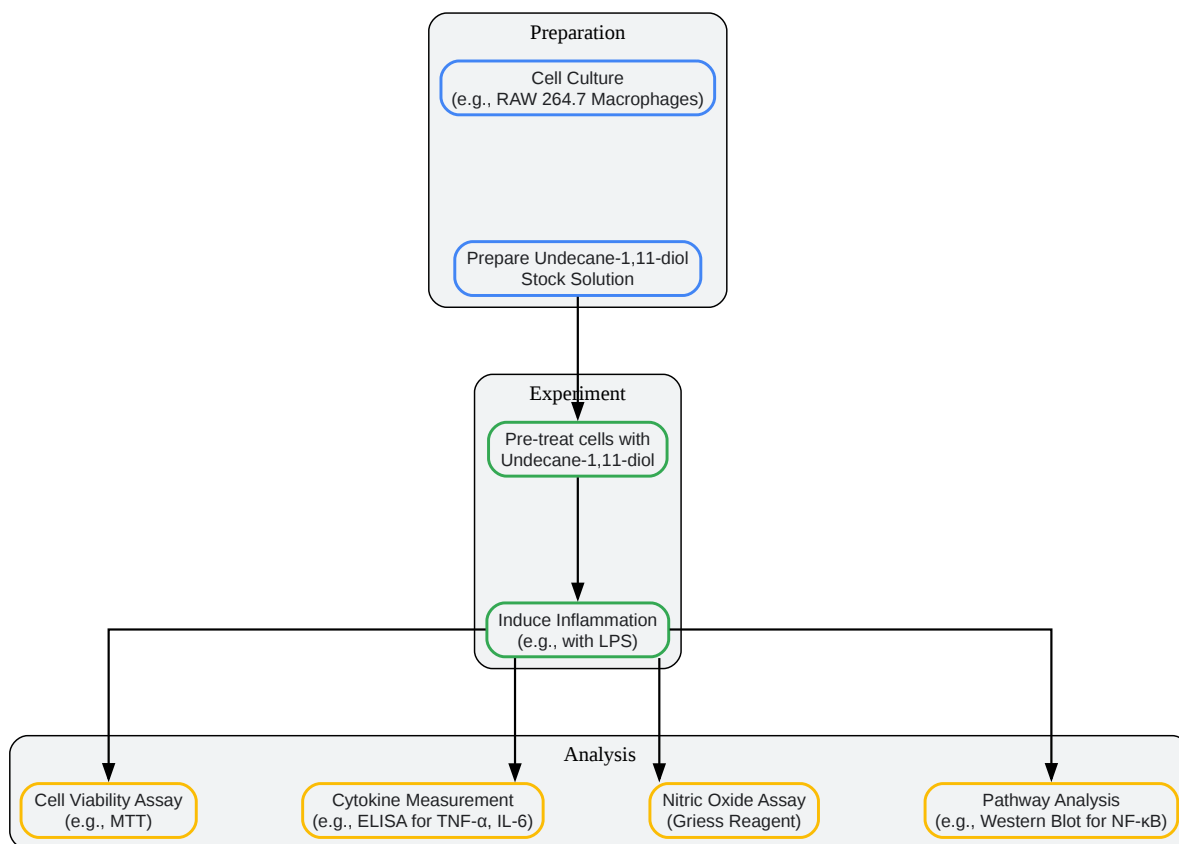 Preparation
Cell Culture
(e.g., RAW 264.7 Macrophages)
Prepare Undecane-1,11-diol
Stock Solution
Experiment
Pre-treat cells with
Undecane-1,11-diol
Induce Inflammation
(e.g., with LPS)
Analysis
Cell Viability Assay
(e.g., MTT)
Cytokine Measurement
(e.g., ELISA for TNF-α, IL-6)
Nitric Oxide Assay
(Griess Reagent)
Pathway Analysis
(e.g., Western Blot for NF-κB)